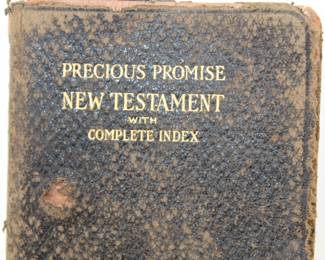 PRECIOUS PROMISE
NEW TESTAMENT
WITH
COMPLETE INDEX